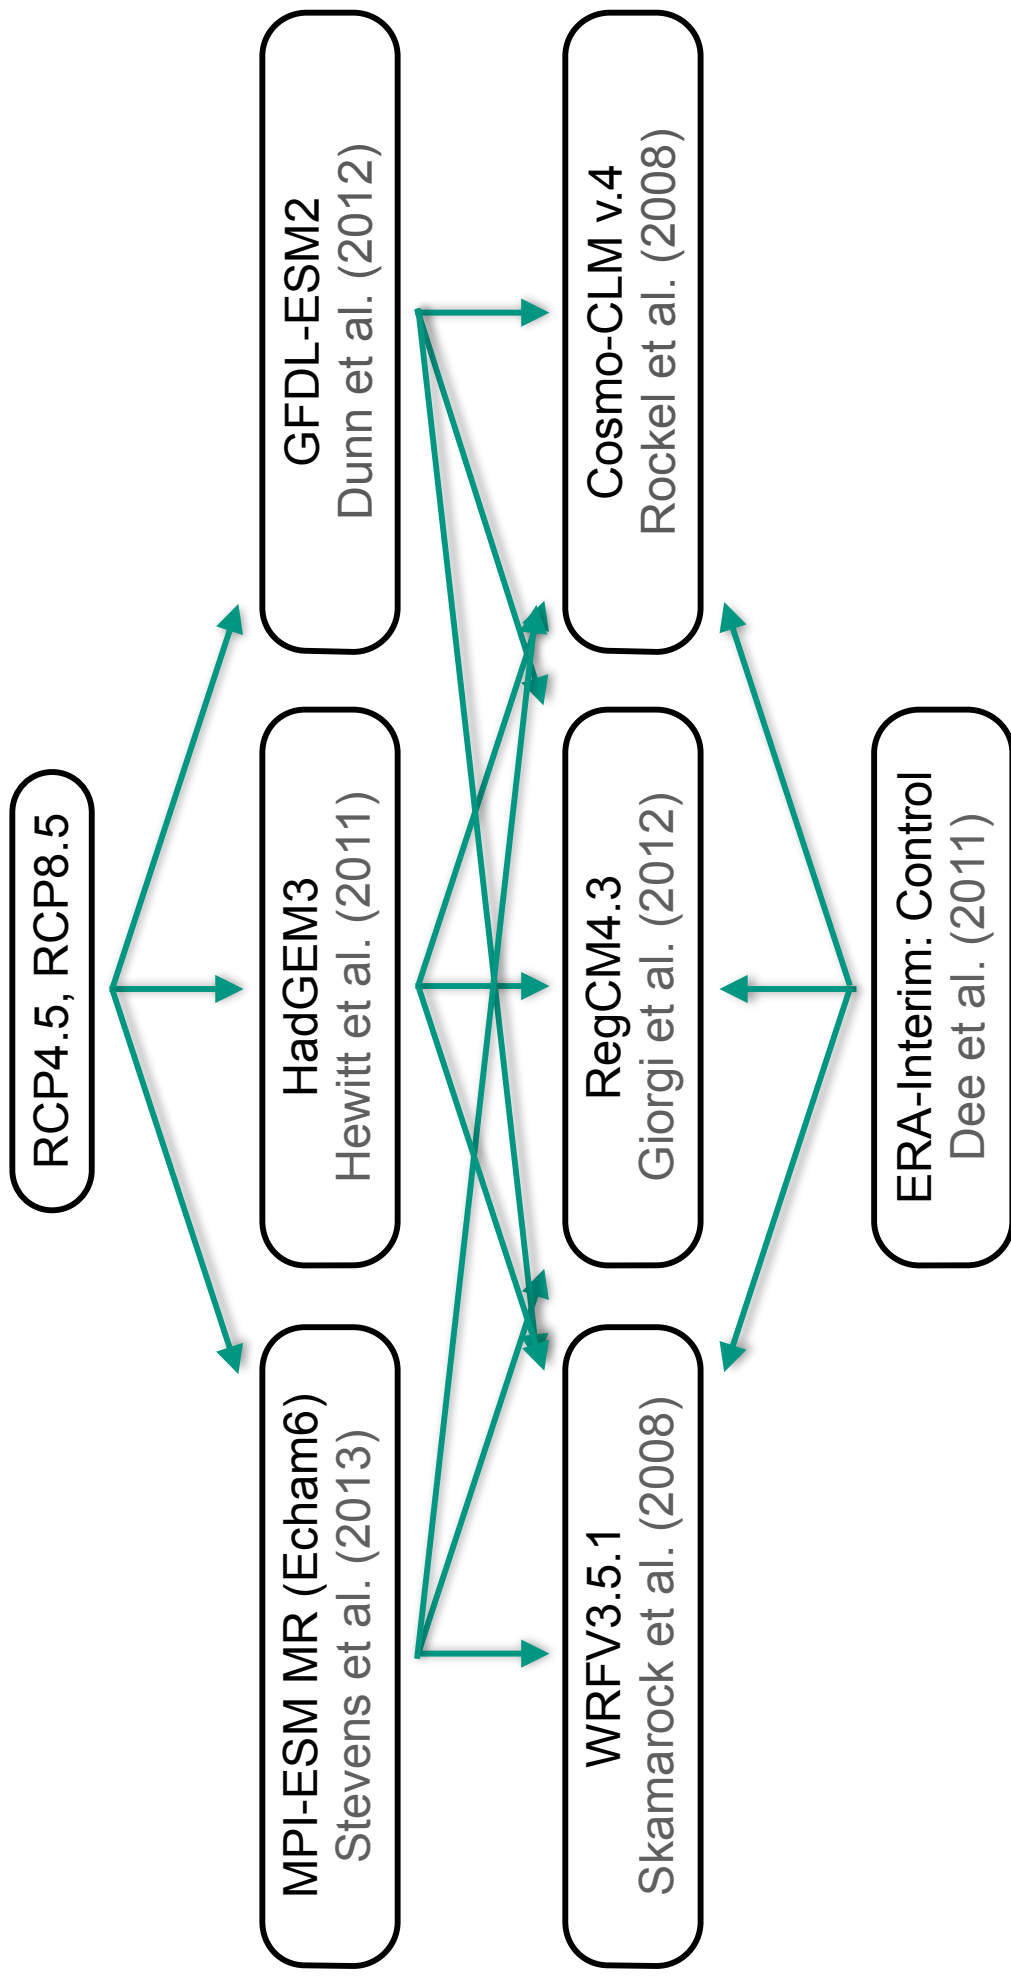 RCP4.5, RCP8.5
MPI-ESM MR (Echam6)
Stevens et al. (2013)
HadGEM3
Hewitt et al. (2011)
GFDL-ESM2
Dunn et al. (2012)
WRFV3.5.1
Skamarock et al. (2008)
RegCM4.3
Giorgi et al. (2012)
Cosmo-CLM v.4
Rockel et al. (2008)
ERA-Interim: Control
Dee et al. (2011)